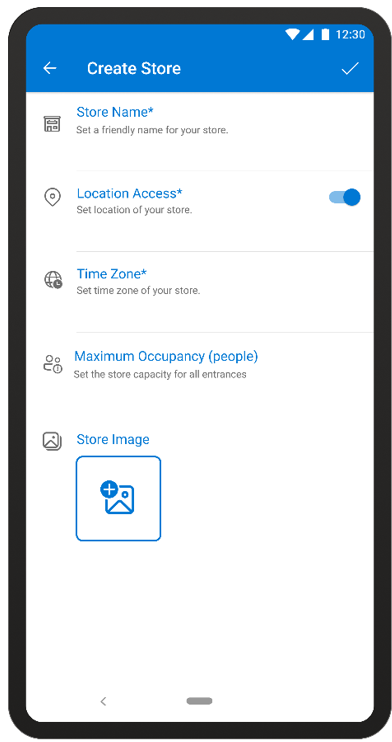 12:30
Create Store
Store Name*
Set a friendly name for your store.
Location Access*
Set location of your store.
Time Zone*
Set time zone of your store.
Maximum Occupancy (people)
Set the store capacity for all entrances
Store Image